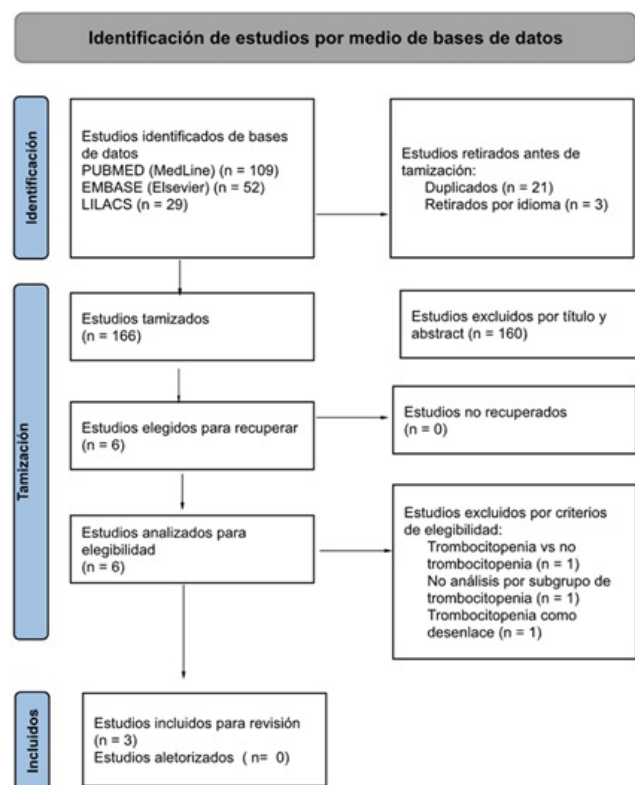 Identificación de estudios por medio de bases de datos
Identificación
Estudios identificados de bases
de datos
PUBMED (MedLine) (n = 109)
EMBASE (Elsevier) (n = 52)
LILACS (n = 29)
Estudios retirados antes de
tamización:
Duplicados (n = 21)
Retirados por idioma (n = 3)
Tamización
Estudios tamizados
(n = 166)
Estudios excluidos por título y
abstract (n = 160)
Estudios elegidos para recuperar
(n = 6)
Estudios no recuperados
(n = 0)
Estudios analizados para
elegibilidad
(n = 6)
Estudios excluidos por criterios
de elegibilidad:
Trombocitopenia vs no
trombocitopenia (n = 1)
No análisis por subgrupo de
trombocitopenia (n = 1)
Trombocitopenia como
desenlace (n = 1)
Incluidos
Estudios incluidos para revisión
(n = 3)
Estudios aletorizados ( n= 0)